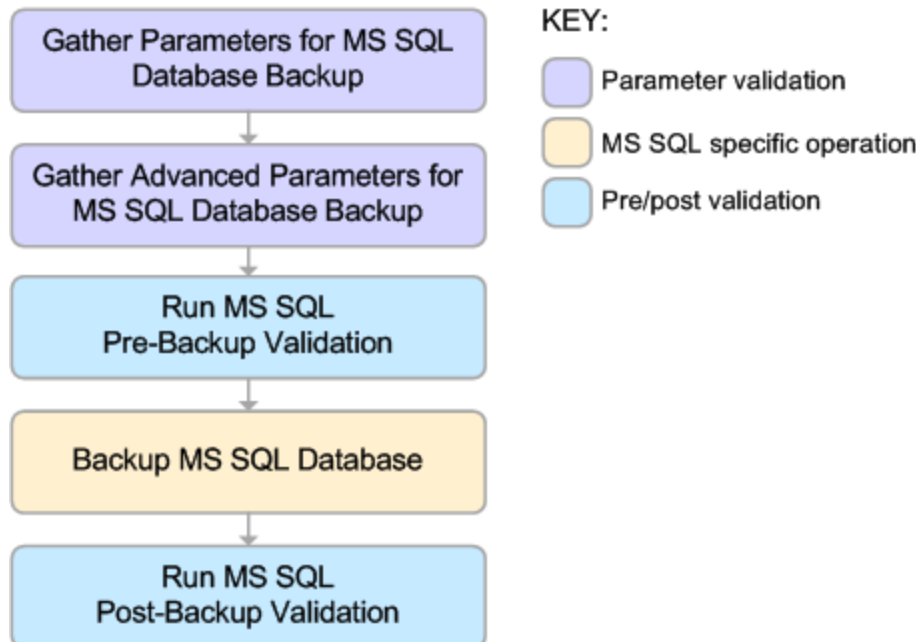 Gather Parameters for MS SQL
Database Backup
Gather Advanced Parameters for
MS SQL Database Backup
Run MS SQL
Pre-Backup Validation
Backup MS SQL Database
Run MS SQL
Post-Backup Validation
KEY:
Parameter validation
MS SQL specific operation
Pre/post validation